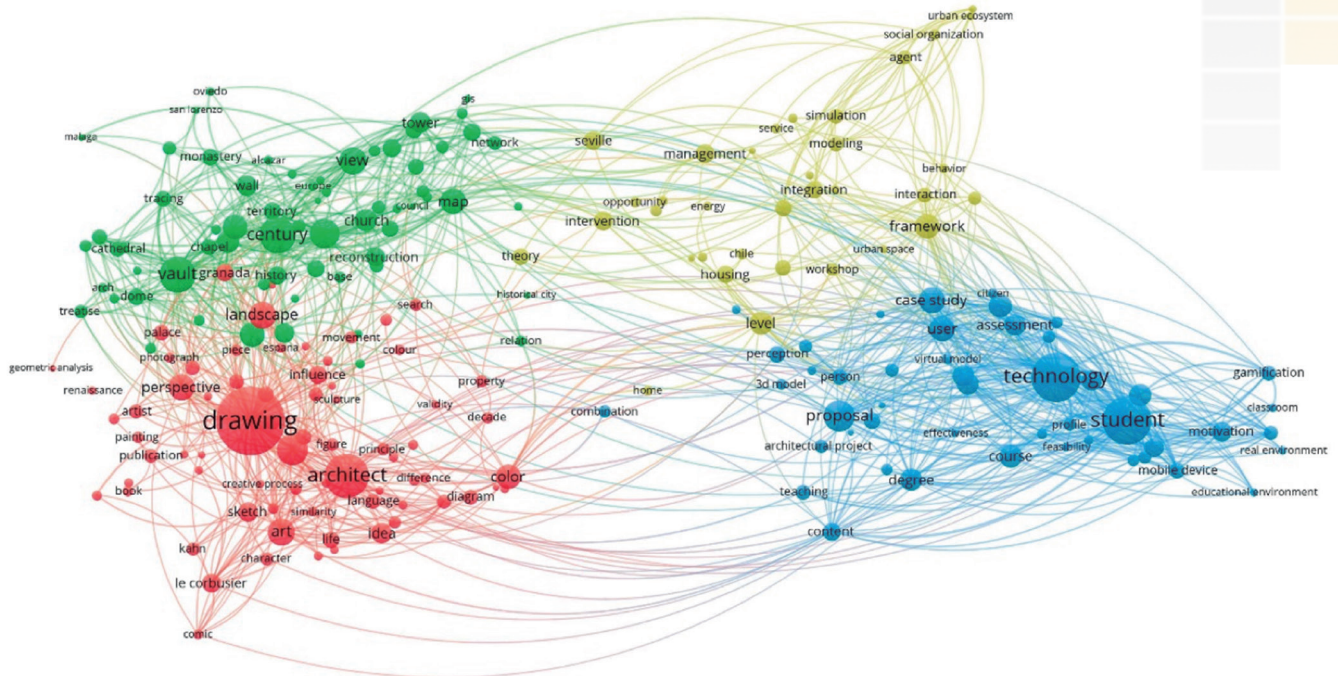 urban ecosystem
social organization
agent
oviedo
san lorenzo
gis
simulation
tower
service
malaga
network
seville
modeling
monastery
alcazar
view
management
behavior
wall
europe
integration
interaction
tracing
territory
council
map
opportunity
energy
church
intervention
framework
century
cathedral
chapel
reconstruction
theory
chile
urban space
vault
granada
history
base
housing
workshop
arch
dome
historical city
case study
citizen
treatise
landscape
search
level
user
assessment
palace
movement
relation
piece
espana
colour
perception
virtual model
photograph
geometric analysis
influence
person
technology
gamification
renaissance
perspective
property
3d model
home
sculpture
artist
validity
decade
combination
proposal
classroom
drawing
student
painting
profile
motivation
effectiveness
figure
principle
architectural project
feasibility
real environment
publication
course
architect
difference
color
degree
mobile device
creative process
book
language
diagram
teaching
educational environment
sketch
similarity
art
idea
content
life
kahn
character
le corbusier
comic